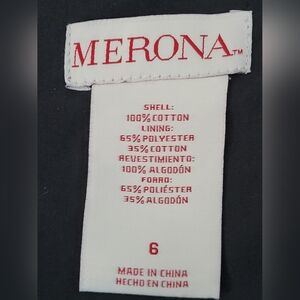 MERONA™
SHELL:
100% COTTON
LINING:
65% POLYESTER
35% COTTON
REVESTIMIENTO:
100% ALGODÓN
FORRO:
65% POLIÉSTER
35% ALGODÓN
6
MADE IN CHINA
HECHO EN CHINA